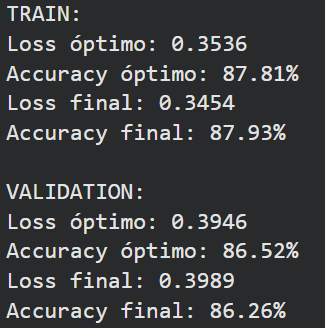 TRAIN:
Loss óptimo: 0.3536
Accuracy óptimo: 87.81%
Loss final: 0.3454
Accuracy final: 87.93%
VALIDATION:
Loss óptimo: 0.3946
Accuracy óptimo: 86.52%
Loss final: 0.3989
Accuracy final: 86.26%